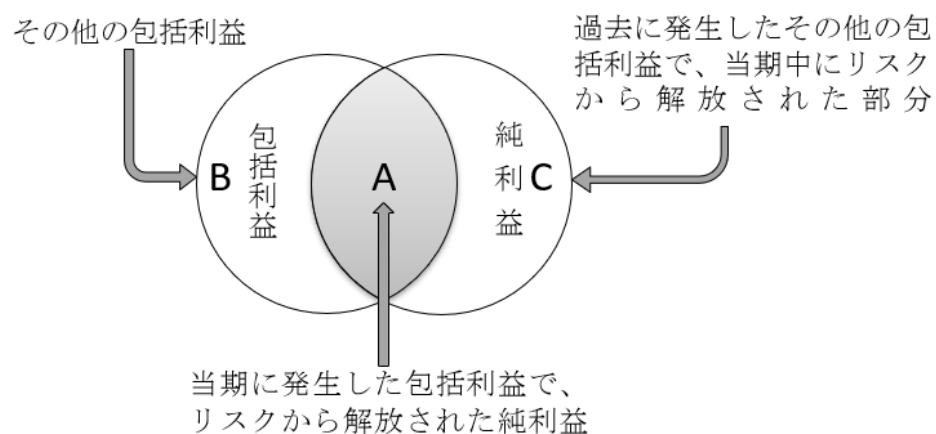 その他の包括利益
過去に発生したその他の包
括利益で、当期中にリスク
から解放された部分
B
包括利益
A
純利益
C
当期に発生した包括利益で、
リスクから解放された純利益